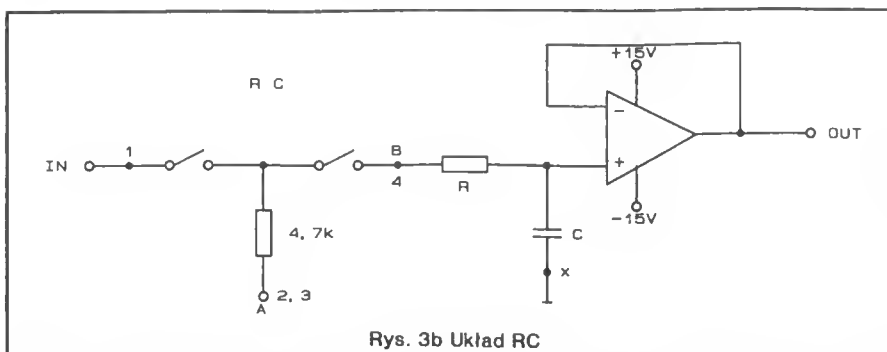 +15V
R C
-
IN 1 B OUT
+
4
R
-15V
4,7k C
x
2,3
A
Rys. 3b Układ RC